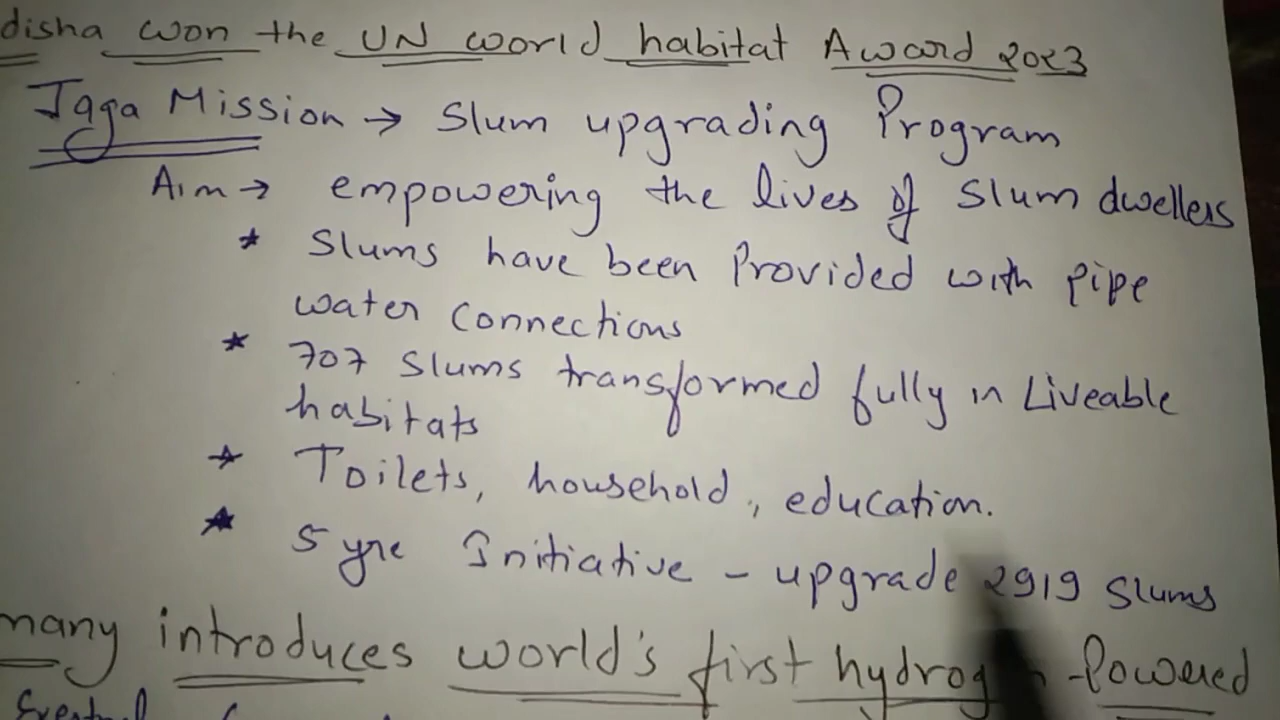 disha won the UN world habitat Award 2023
Jaga Mission → Slum upgrading Program
Aim → empowering the lives of Slum dwellers
* Slums have been Provided with pipe
water connections
* 707 Slums transformed fully in Liveable
habitats
* Toilets, household, education.
* 5 yre Initiative - upgrade 2919 Slums
many introduces world's first hydrog n-Powered